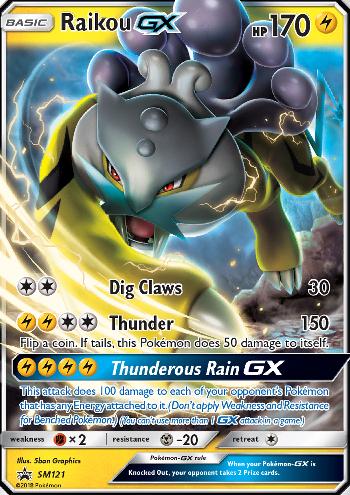 BASIC Raikou GX HP 170
Dig Claws 30
Thunder 150
Flip a coin. If tails, this Pokémon does 50 damage to itself.
Thunderous Rain GX
This attack does 100 damage to each of your opponent's Pokémon
that has any Energy attached to it. (Don't apply Weakness and Resistance
for Benched Pokémon.) (You can't use more than 1 GX attack in a game.)
weakness × 2 resistance -20 retreat
Illus. 5ban Graphics
SM121
PROMO
©2018 Pokémon
Pokémon-GX rule
When your Pokémon-GX is
Knocked Out, your opponent takes 2 Prize cards.